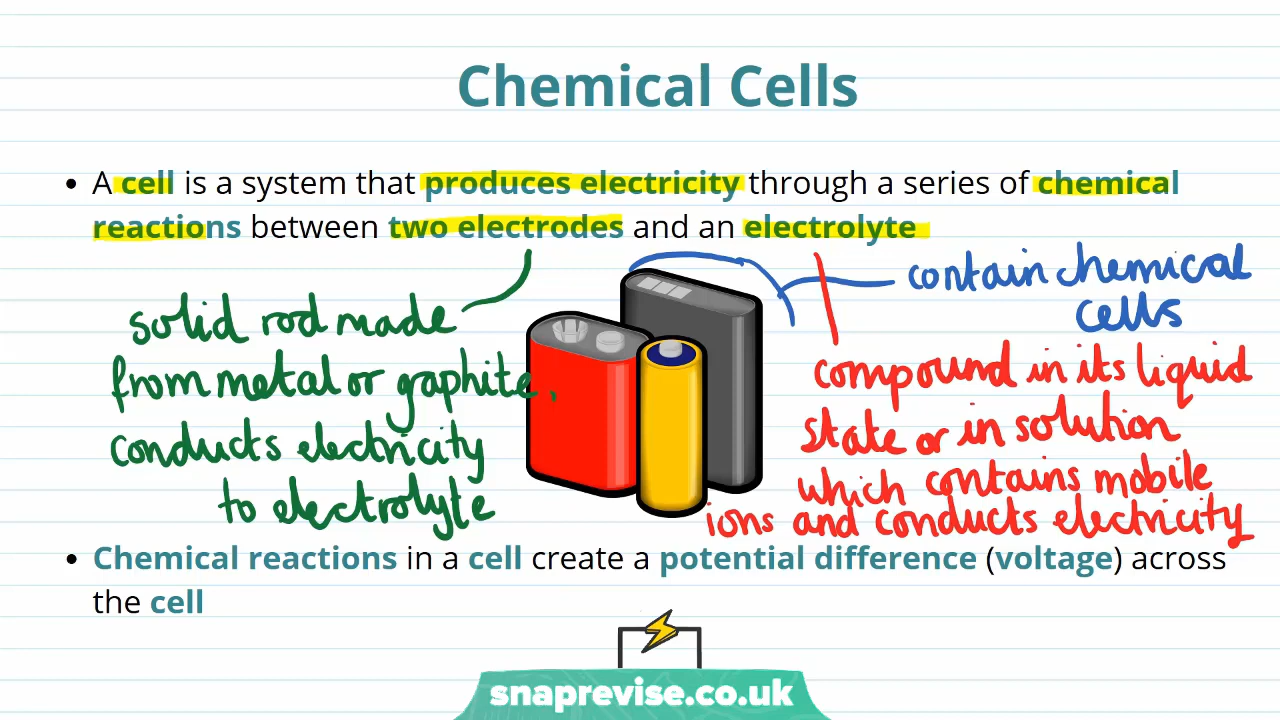 Chemical Cells
• A cell is a system that produces electricity through a series of chemical
reactions between two electrodes and an electrolyte
contain chemical
cells
solid rod made
from metal or graphite,
conducts electricity
to electrolyte
compound in its liquid
state or in solution
which contains mobile
ions and conducts electricity
• Chemical reactions in a cell create a potential difference (voltage) across
the cell
snaprevise.co.uk